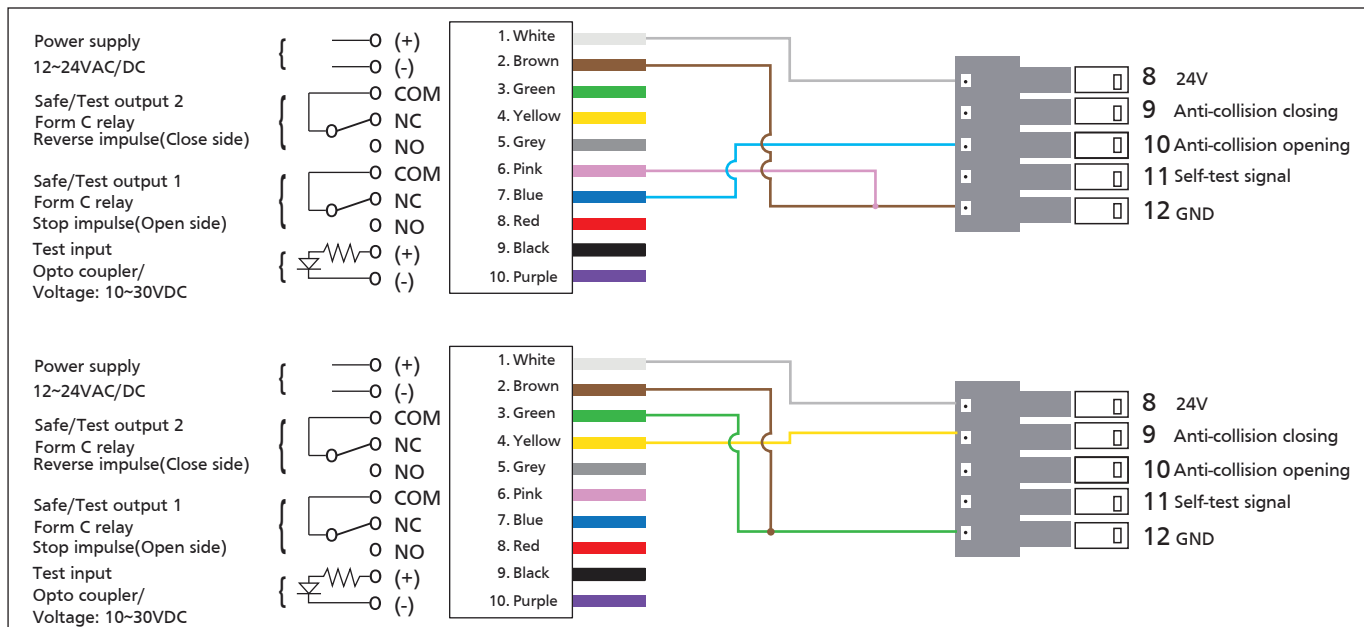 Power supply
12~24VAC/DC
(+)
(-)
Safe/Test output 2
Form C relay
Reverse impulse(Close side)
COM
NC
NO
Safe/Test output 1
Form C relay
Stop impulse(Open side)
COM
NC
NO
Test input
Opto coupler/
Voltage: 10~30VDC
(+)
(-)
1. White
2. Brown
3. Green
4. Yellow
5. Grey
6. Pink
7. Blue
8. Red
9. Black
10. Purple
8 24V
9 Anti-collision closing
10 Anti-collision opening
11 Self-test signal
12 GND
Power supply
12~24VAC/DC
(+)
(-)
Safe/Test output 2
Form C relay
Reverse impulse(Close side)
COM
NC
NO
Safe/Test output 1
Form C relay
Stop impulse(Open side)
COM
NC
NO
Test input
Opto coupler/
Voltage: 10~30VDC
(+)
(-)
1. White
2. Brown
3. Green
4. Yellow
5. Grey
6. Pink
7. Blue
8. Red
9. Black
10. Purple
8 24V
9 Anti-collision closing
10 Anti-collision opening
11 Self-test signal
12 GND